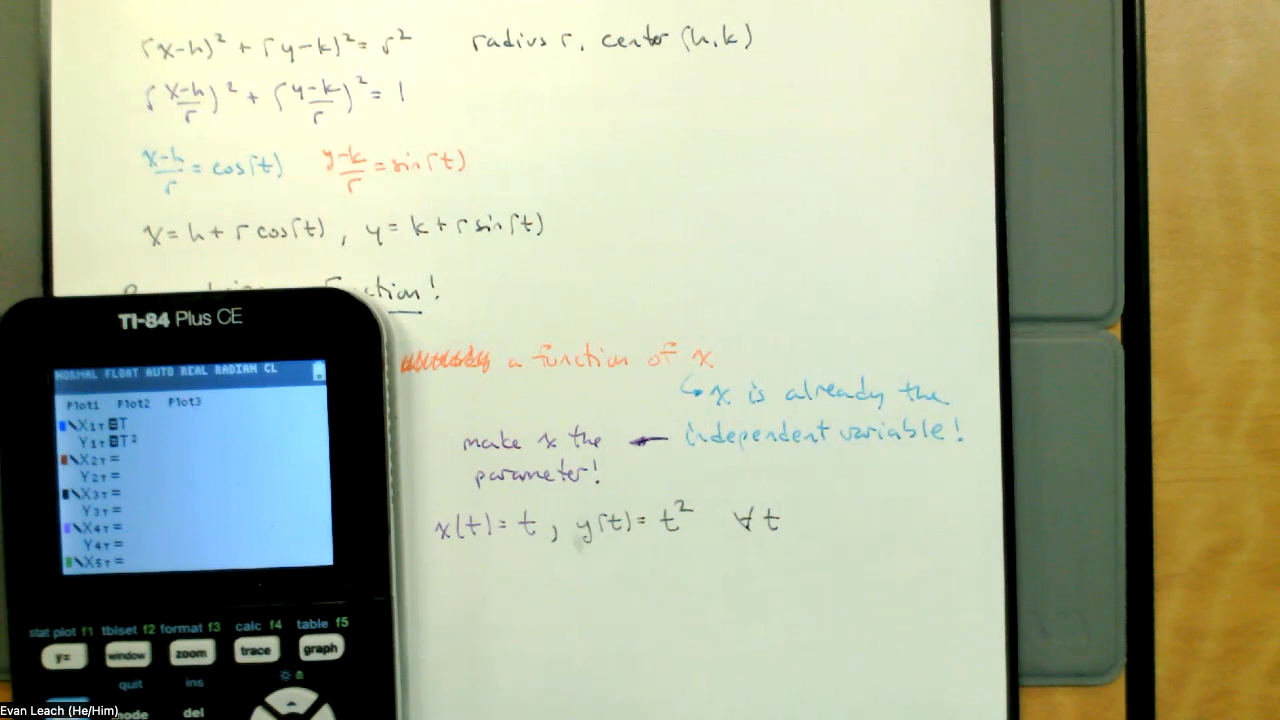 (x-h)² + (y-k)² = r² radius r, center (h,k)
(x-h/r)² + (y-k/r)² = 1
x-h/r = cos(t) y-k/r = sin(t)
x = h + r cos(t), y = k + r sin(t)
function!
a function of x
↳ x is already the
independent variable!
make x the ←
parameter!
x(t) = t, y(t) = t² ∀ t
TI-84 Plus CE
NORMAL FLOAT AUTO REAL RADIAN CL
Plot1 Plot2 Plot3
X1T=T
Y1T=T²
X2T=
Y2T=
X3T=
Y3T=
X4T=
Y4T=
X5T=
stat plot f1 tblset f2 format f3 calc f4 table f5
y= window zoom trace graph
quit ins
mode del
Evan Leach (He/Him)